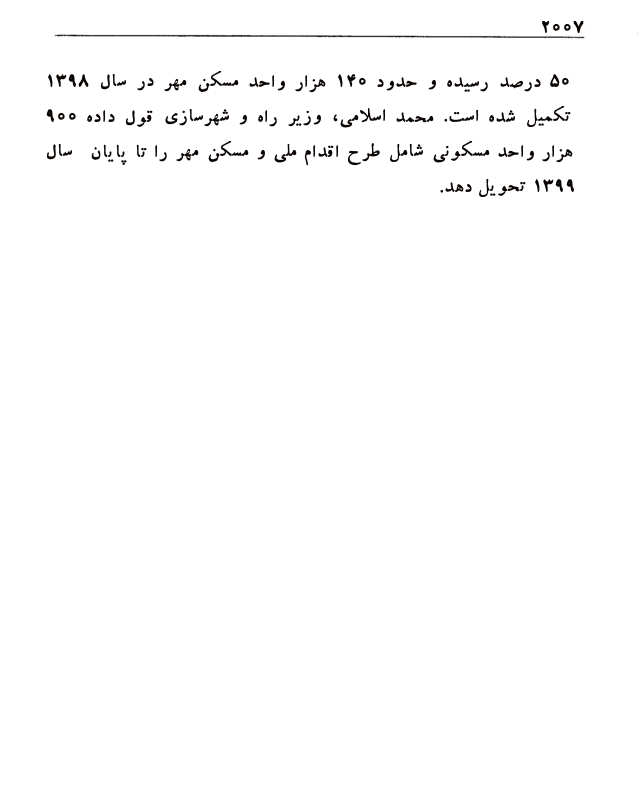 ۲۰۰۷
۵۰ درصد رسیده و حدود ۱۴۰ هزار واحد مسکن مهر در سال ۱۳۹۸
تکمیل شده است. محمد اسلامی، وزیر راه و شهرسازی قول داده ۹۰۰
هزار واحد مسکونی شامل طرح اقدام ملی و مسکن مهر را تا پایان سال
۱۳۹۹ تحویل دهد.